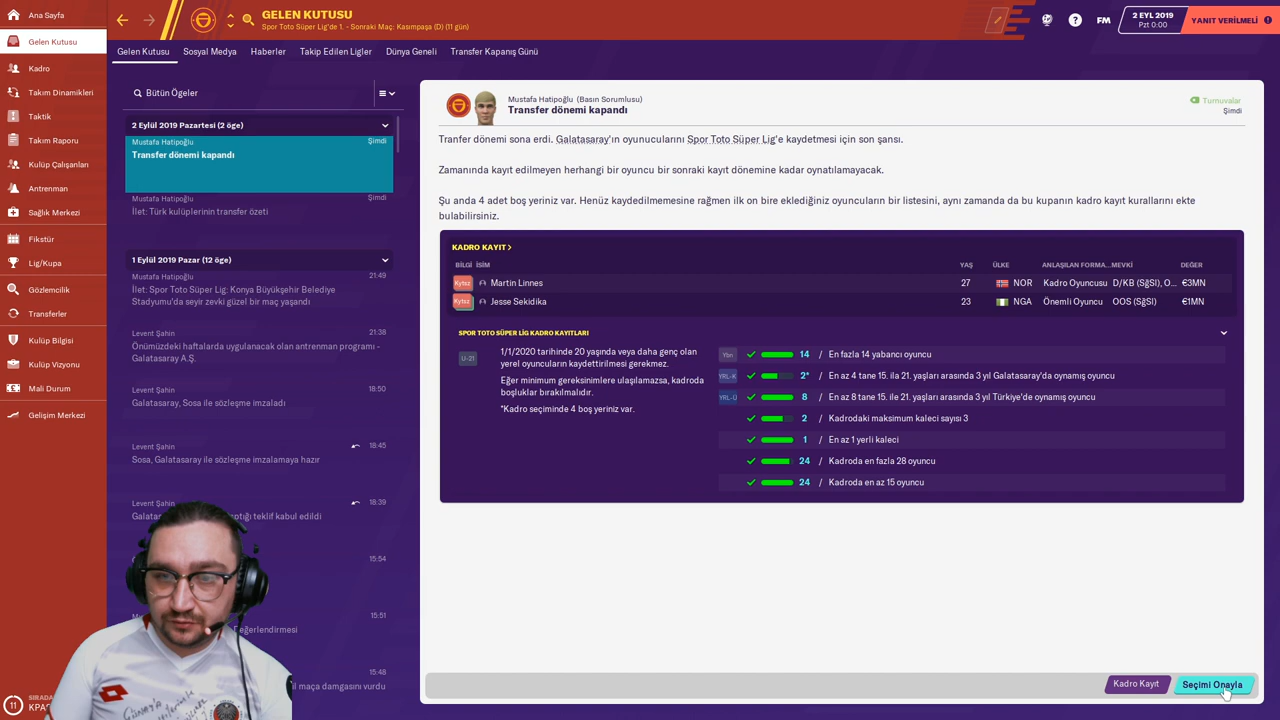 Ana Sayfa
Gelen Kutusu
Kadro
Takım Dinamikleri
Taktik
Takım Raporu
Kulüp Çalışanları
Antrenman
Sağlık Merkezi
Fikstür
Lig/Kupa
Gözlemcilik
Transferler
Kulüp Bilgisi
Kulüp Vizyonu
Mali Durum
Gelişim Merkezi
11
KPAŞ
GELEN KUTUSU
Spor Toto Süper Lig'de 1. - Sonraki Maç: Kasımpaşa (D) (11 gün)
FM
2 EYL 2019
Pzt 0:00
YANIT VERİLMELİ
Gelen Kutusu Sosyal Medya Haberler Takip Edilen Ligler Dünya Geneli Transfer Kapanış Günü
Bütün Ögeler
2 Eylül 2019 Pazartesi (2 öge)
Mustafa Hatipoğlu Şimdi
Transfer dönemi kapandı
Mustafa Hatipoğlu Şimdi
İlet: Türk kulüplerinin transfer özeti
1 Eylül 2019 Pazar (12 öge)
Mustafa Hatipoğlu 21:49
İlet: Spor Toto Süper Lig: Konya Büyükşehir Belediye
Stadyumu'da seyir zevki güzel bir maç yaşandı
Levent Şahin 21:38
Önümüzdeki haftalarda uygulanacak olan antrenman programı -
Galatasaray A.Ş.
Levent Şahin 18:50
Galatasaray, Sosa ile sözleşme imzaladı
Levent Şahin 18:45
Sosa, Galatasaray ile sözleşme imzalamaya hazır
Levent Şahin 18:39
teklif kabul edildi
15:54
15:51
Değerlendirmesi
15:48
maça damgasını vurdu
Mustafa Hatipoğlu (Basın Sorumlusu)
Transfer dönemi kapandı
Turnuvalar
Şimdi
Tranfer dönemi sona erdi. Galatasaray'ın oyunucularını Spor Toto Süper Lig'e kaydetmesi için son şansı.
Zamanında kayıt edilmeyen herhangi bir oyuncu bir sonraki kayıt dönemine kadar oynatılamayacak.
Şu anda 4 adet boş yeriniz var. Henüz kaydedilmemesine rağmen ilk on bire eklediğiniz oyuncuların bir listesini, aynı zamanda da bu kupanın kadro kayıt kurallarını ekte
bulabilirsiniz.
KADRO KAYIT >
BİLGİ İSİM YAŞ ÜLKE ANLAŞILAN FORMA... MEVKİ DEĞER
Kytsz Martin Linnes 27 NOR Kadro Oyuncusu D/KB (SğSl), O... €3MN
Kytsz Jesse Sekidika 23 NGA Önemli Oyuncu OOS (SğSl) €1MN
SPOR TOTO SÜPER LİG KADRO KAYITLARI
U-21
1/1/2020 tarihinde 20 yaşında veya daha genç olan
yerel oyuncuların kaydettirilmesi gerekmez.
Eğer minimum gereksinimlere ulaşılamazsa, kadroda
boşluklar bırakılmalıdır.
*Kadro seçiminde 4 boş yeriniz var.
Ybn 14 / En fazla 14 yabancı oyuncu
YRL-K 2* / En az 4 tane 15. ila 21. yaşları arasında 3 yıl Galatasaray'da oynamış oyuncu
YRL-Ü 8 / En az 8 tane 15. ila 21. yaşları arasında 3 yıl Türkiye'de oynamış oyuncu
2 / Kadrodaki maksimum kaleci sayısı 3
1 / En az 1 yerli kaleci
24 / Kadroda en fazla 28 oyuncu
24 / Kadroda en az 15 oyuncu
Kadro Kayıt
Seçimi Onayla